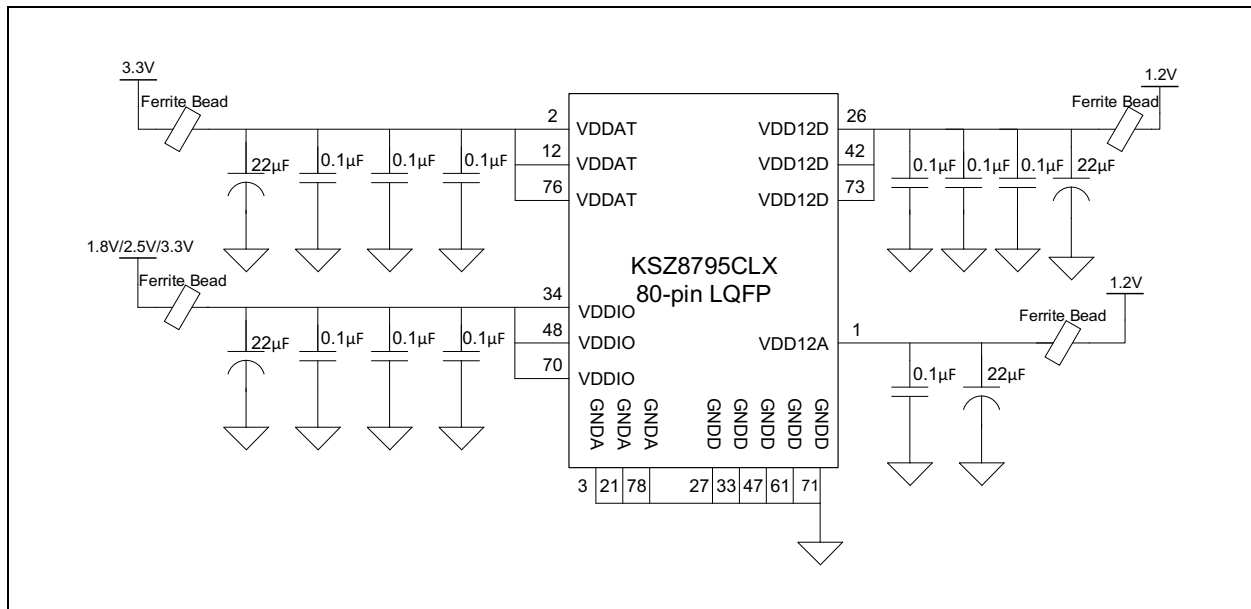 3.3V
Ferrite Bead
22µF
0.1µF
0.1µF
0.1µF
2
VDDAT
12
VDDAT
76
VDDAT
1.8V/2.5V/3.3V
Ferrite Bead
22µF
0.1µF
0.1µF
0.1µF
34
VDDIO
48
VDDIO
70
VDDIO
KSZ8795CLX
80-pin LQFP
26
VDD12D
42
VDD12D
73
VDD12D
1.2V
Ferrite Bead
0.1µF
0.1µF
0.1µF
22µF
1
VDD12A
1.2V
Ferrite Bead
0.1µF
22µF
GNDA
GNDA
GNDA
GNDD
GNDD
GNDD
GNDD
GNDD
3
21
78
27
33
47
61
71